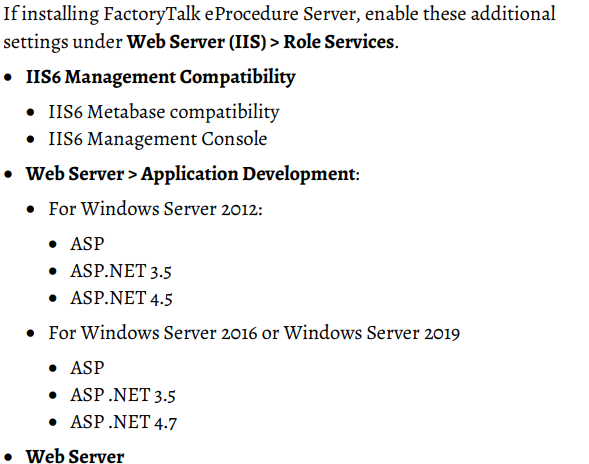 If installing FactoryTalk eProcedure Server, enable these additional
settings under Web Server (IIS) > Role Services.
• IIS6 Management Compatibility
• IIS6 Metabase compatibility
• IIS6 Management Console
• Web Server > Application Development:
• For Windows Server 2012:
• ASP
• ASP.NET 3.5
• ASP.NET 4.5
• For Windows Server 2016 or Windows Server 2019
• ASP
• ASP .NET 3.5
• ASP .NET 4.7
• Web Server